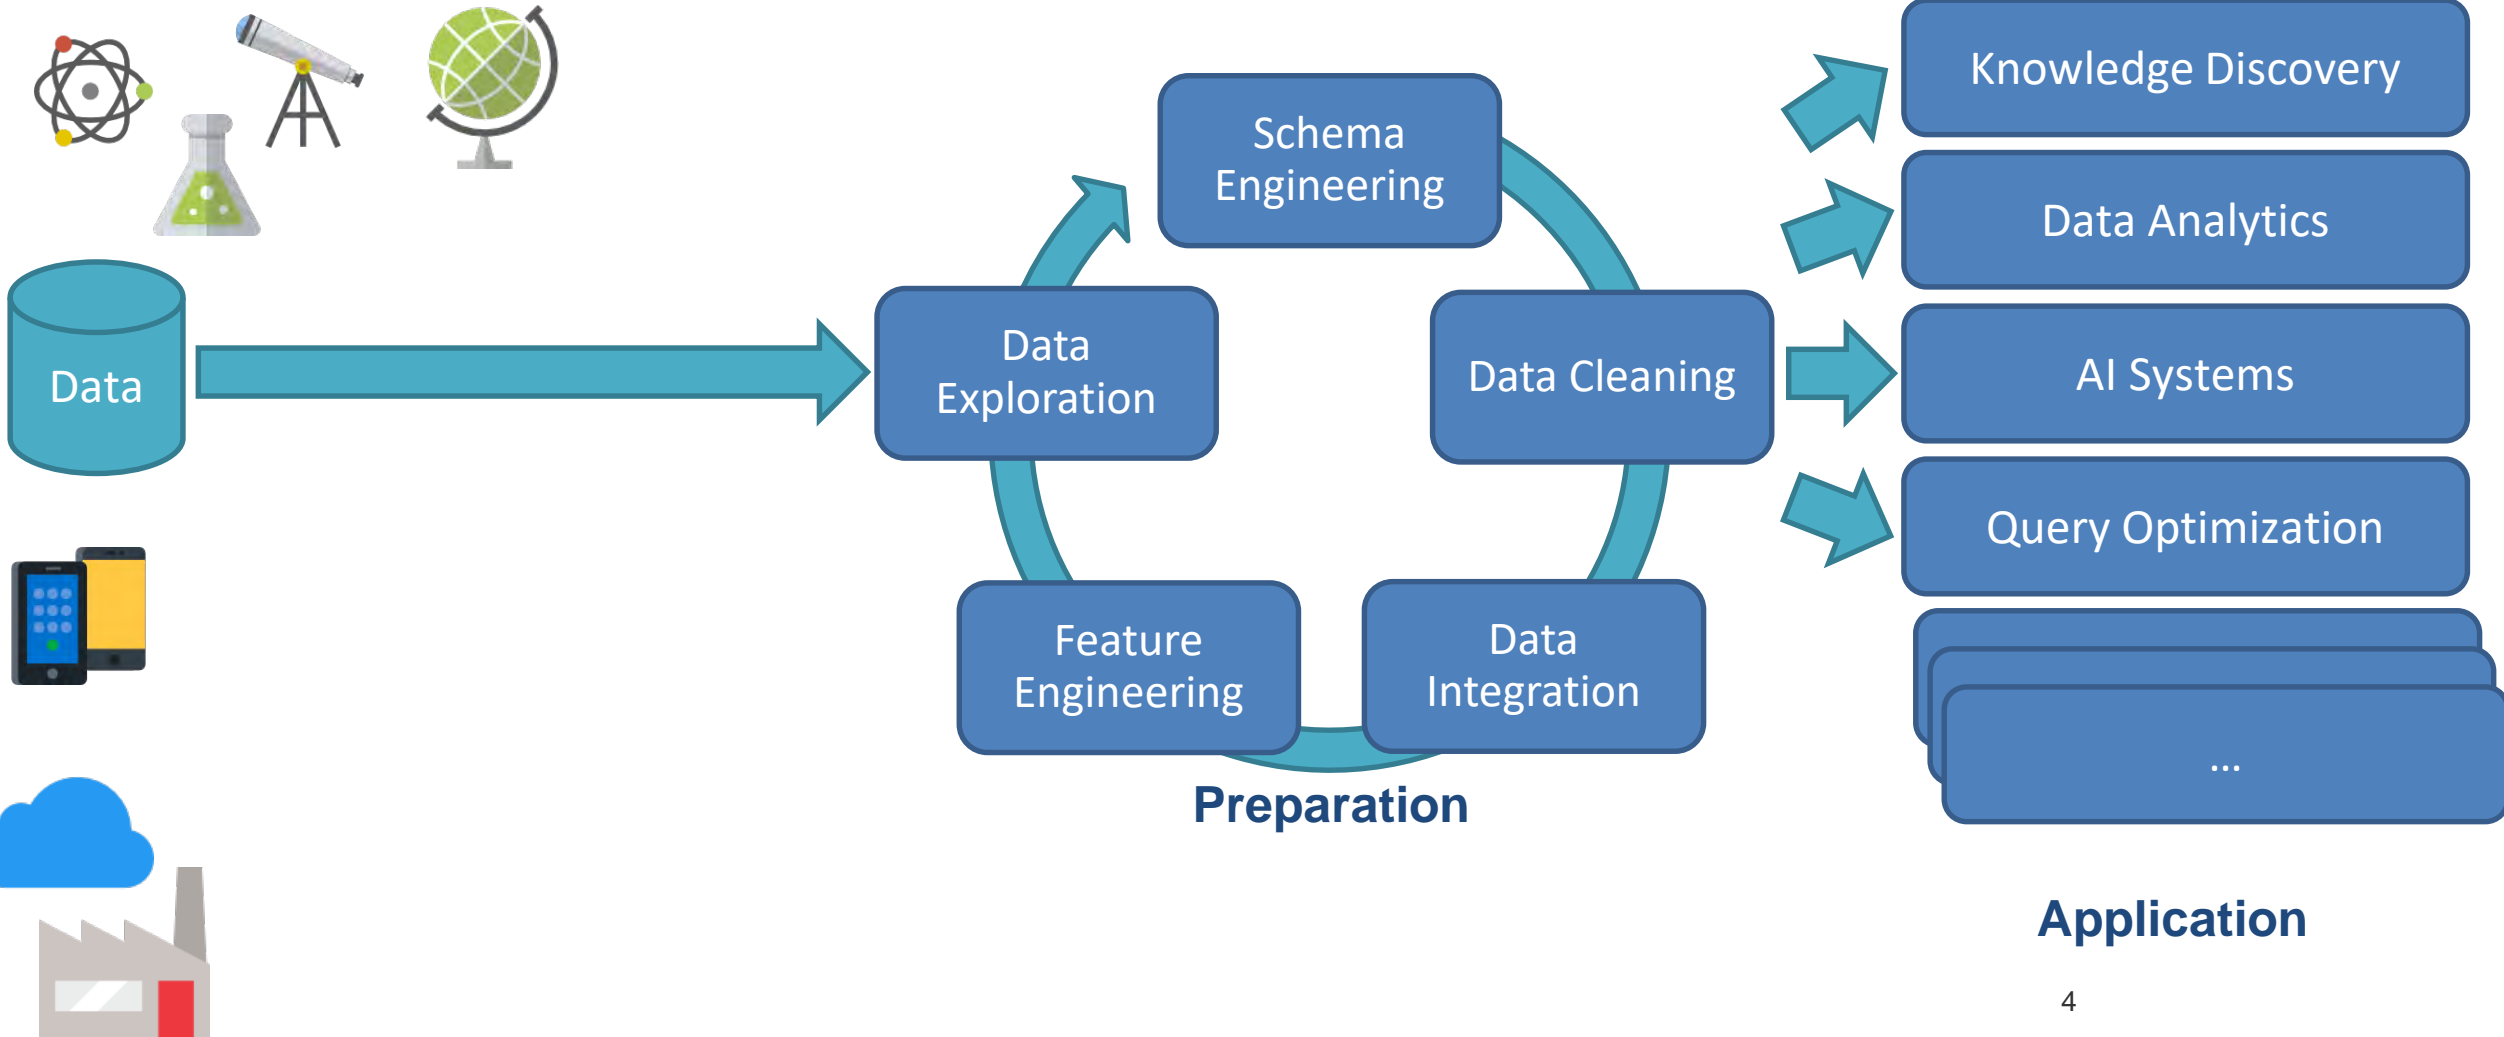 Data
Data
Exploration
Schema
Engineering
Data Cleaning
Data
Integration
Feature
Engineering
Preparation
Knowledge Discovery
Data Analytics
AI Systems
Query Optimization
...
Application
4